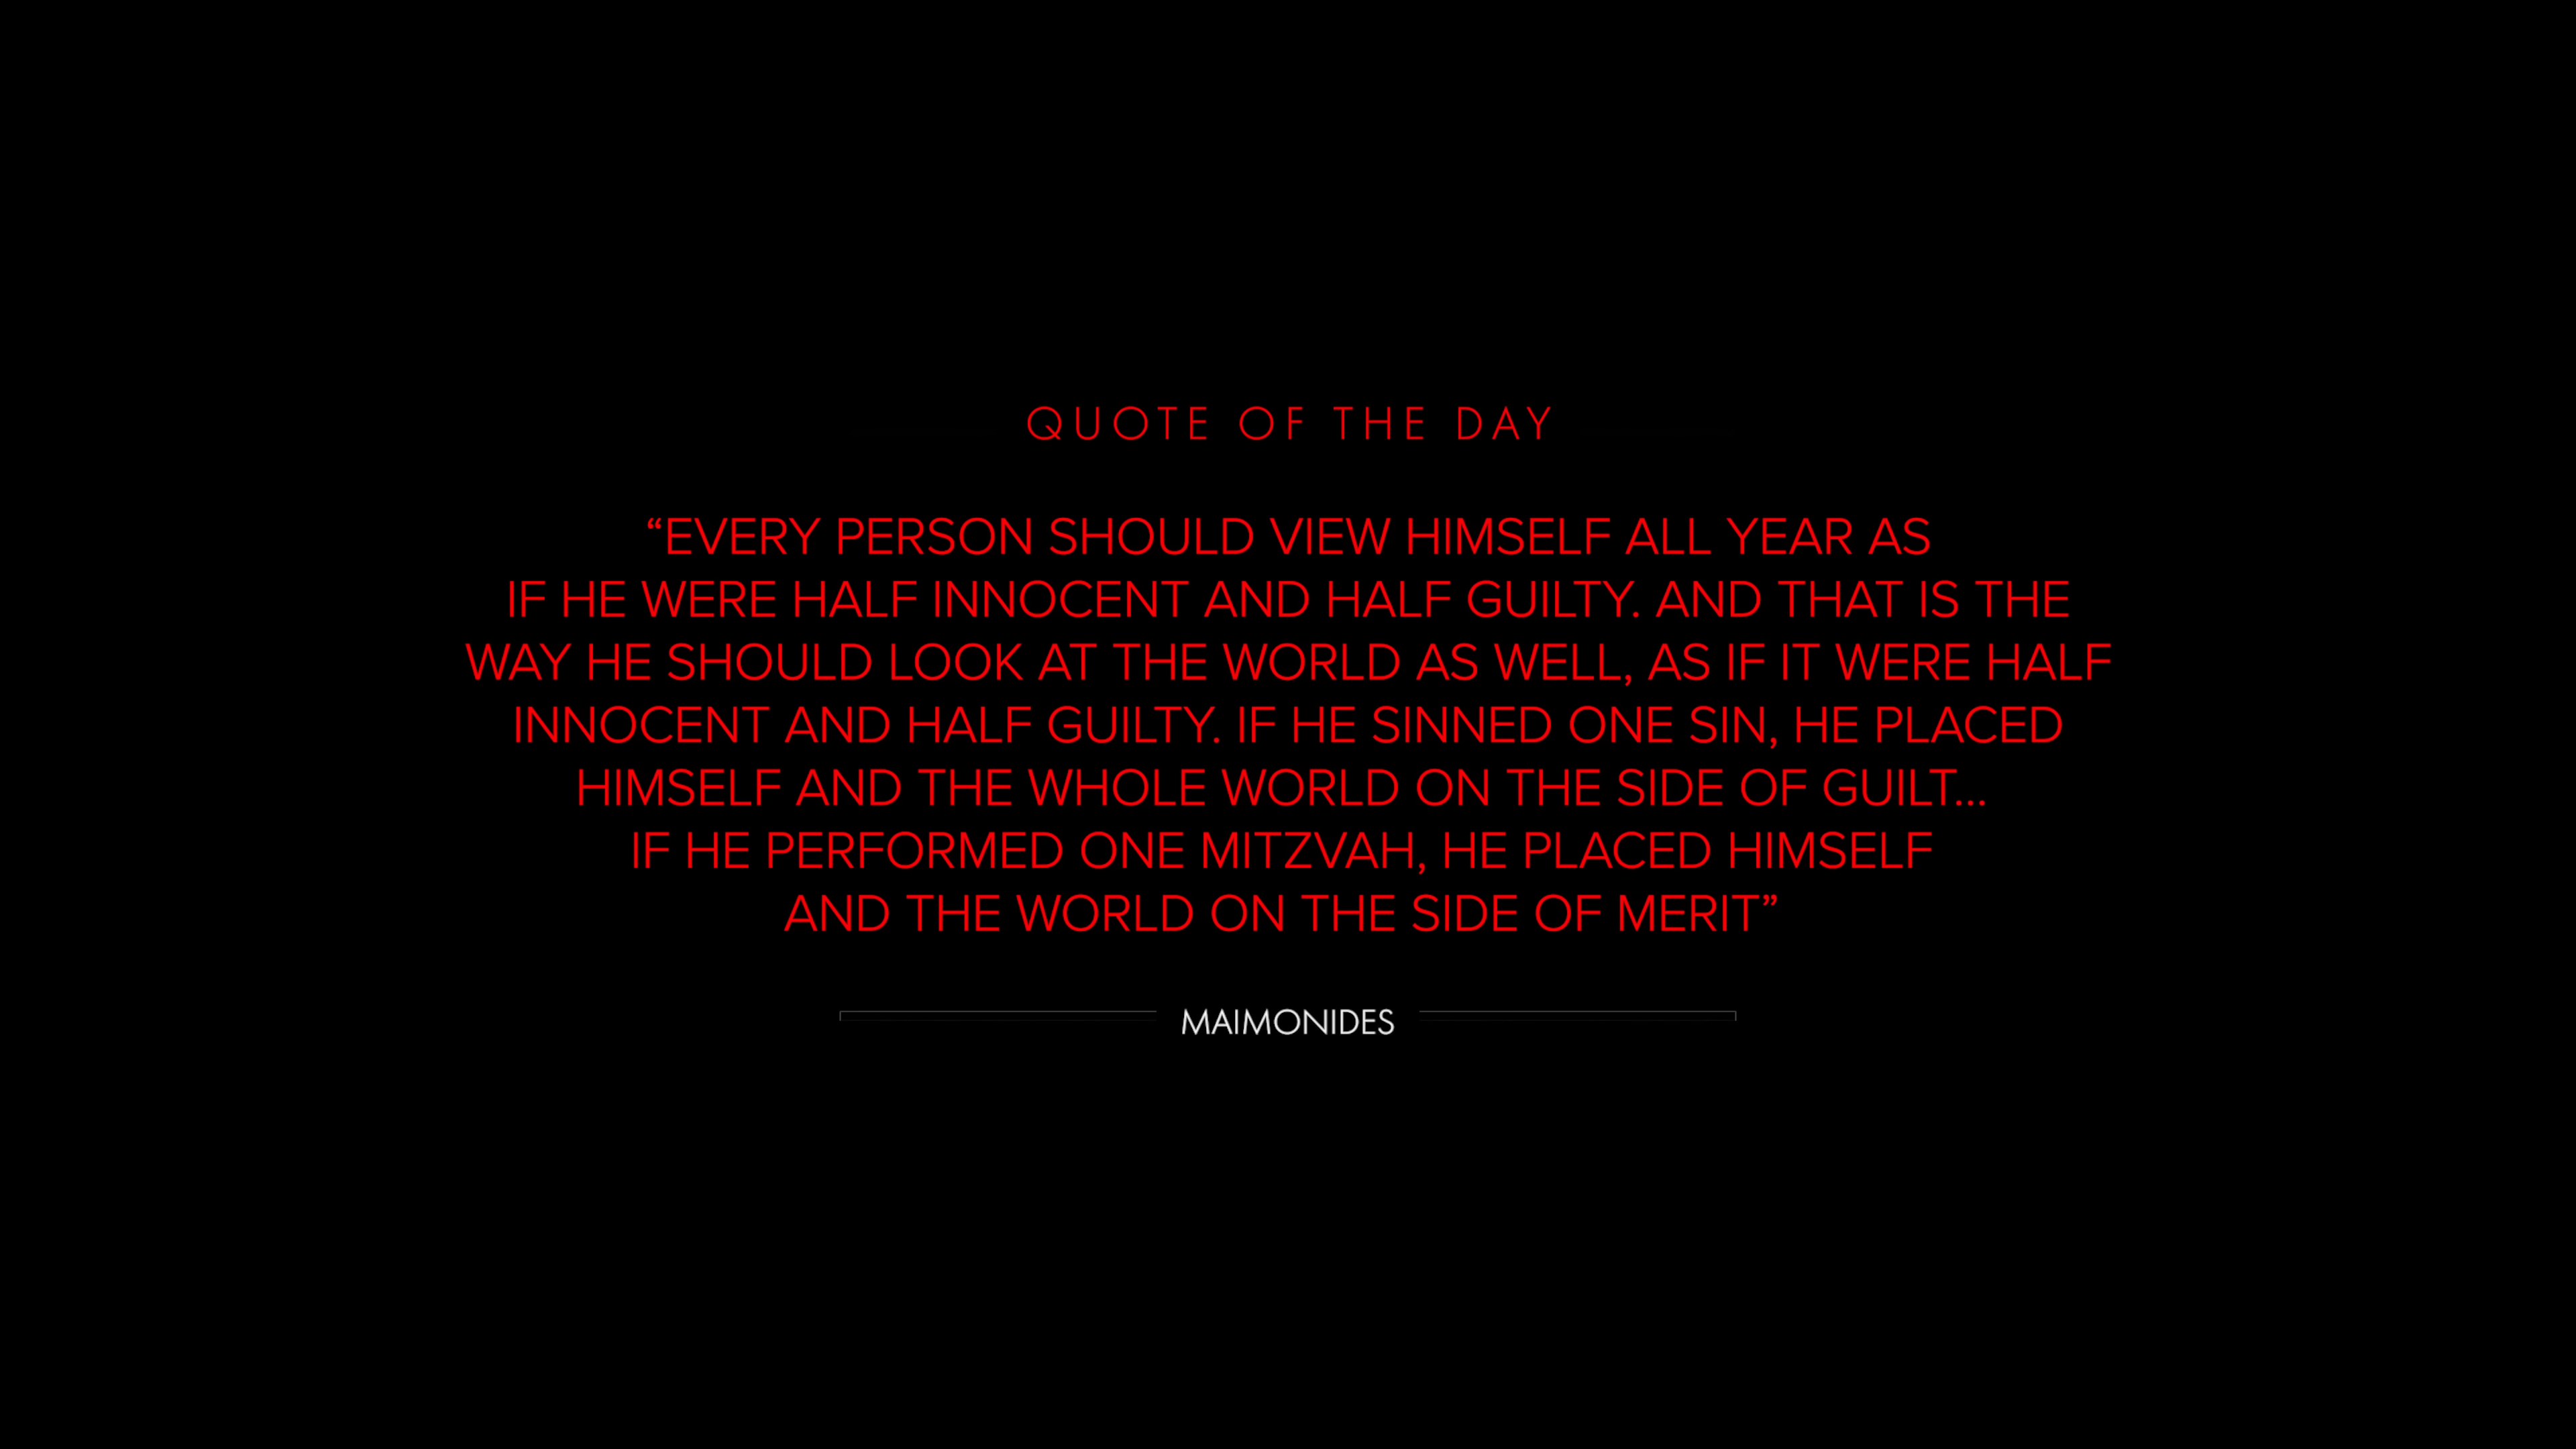 QUOTE OF THE DAY
“EVERY PERSON SHOULD VIEW HIMSELF ALL YEAR AS
IF HE WERE HALF INNOCENT AND HALF GUILTY. AND THAT IS THE
WAY HE SHOULD LOOK AT THE WORLD AS WELL, AS IF IT WERE HALF
INNOCENT AND HALF GUILTY. IF HE SINNED ONE SIN, HE PLACED
HIMSELF AND THE WHOLE WORLD ON THE SIDE OF GUILT...
IF HE PERFORMED ONE MITZVAH, HE PLACED HIMSELF
AND THE WORLD ON THE SIDE OF MERIT”
MAIMONIDES